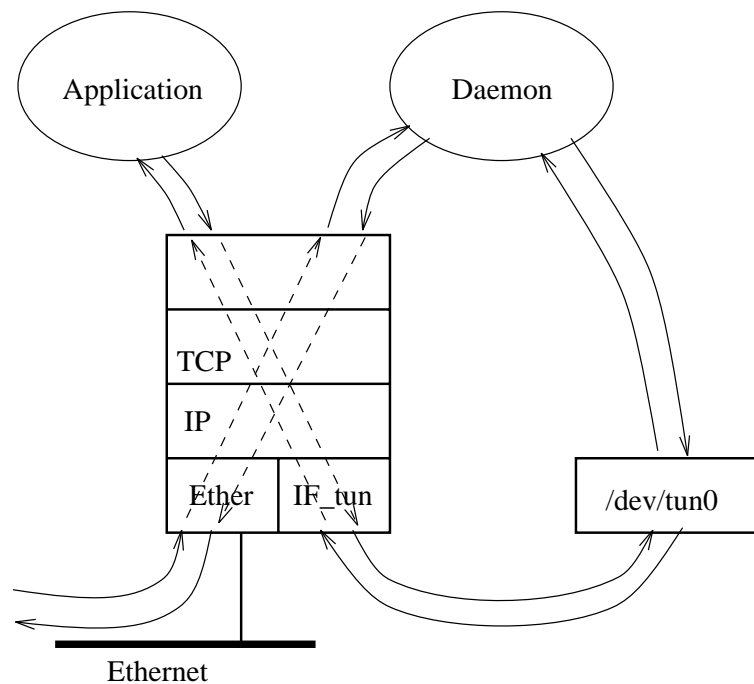 Application
Daemon
TCP
IP
Ether
IF_tun
/dev/tun0
Ethernet